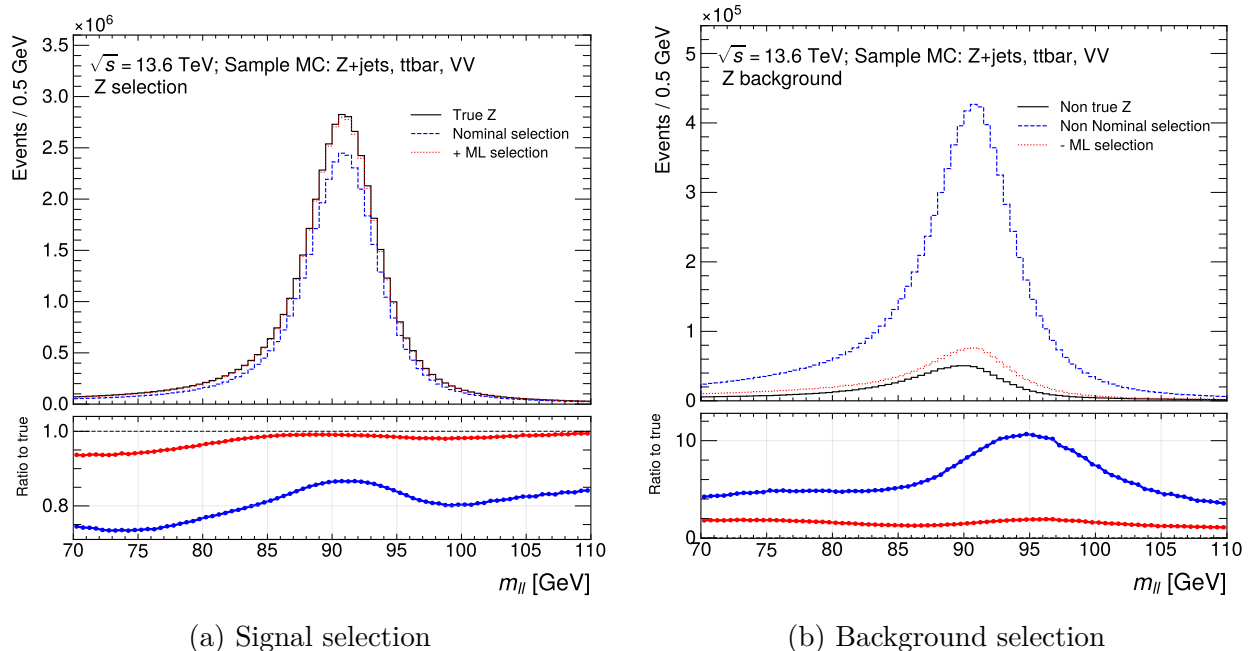 ×10⁶
√s = 13.6 TeV; Sample MC: Z+jets, ttbar, VV
Z selection
True Z
Nominal selection
+ ML selection
Events / 0.5 GeV
3.5
3.0
2.5
2.0
1.5
1.0
0.5
0.0
Ratio to true
1.0
0.8
70 75 80 85 90 95 100 105 110
m_ll [GeV]
(a) Signal selection
×10⁵
√s = 13.6 TeV; Sample MC: Z+jets, ttbar, VV
Z background
Non true Z
Non Nominal selection
- ML selection
Events / 0.5 GeV
5
4
3
2
1
0
Ratio to true
10
0
70 75 80 85 90 95 100 105 110
m_ll [GeV]
(b) Background selection